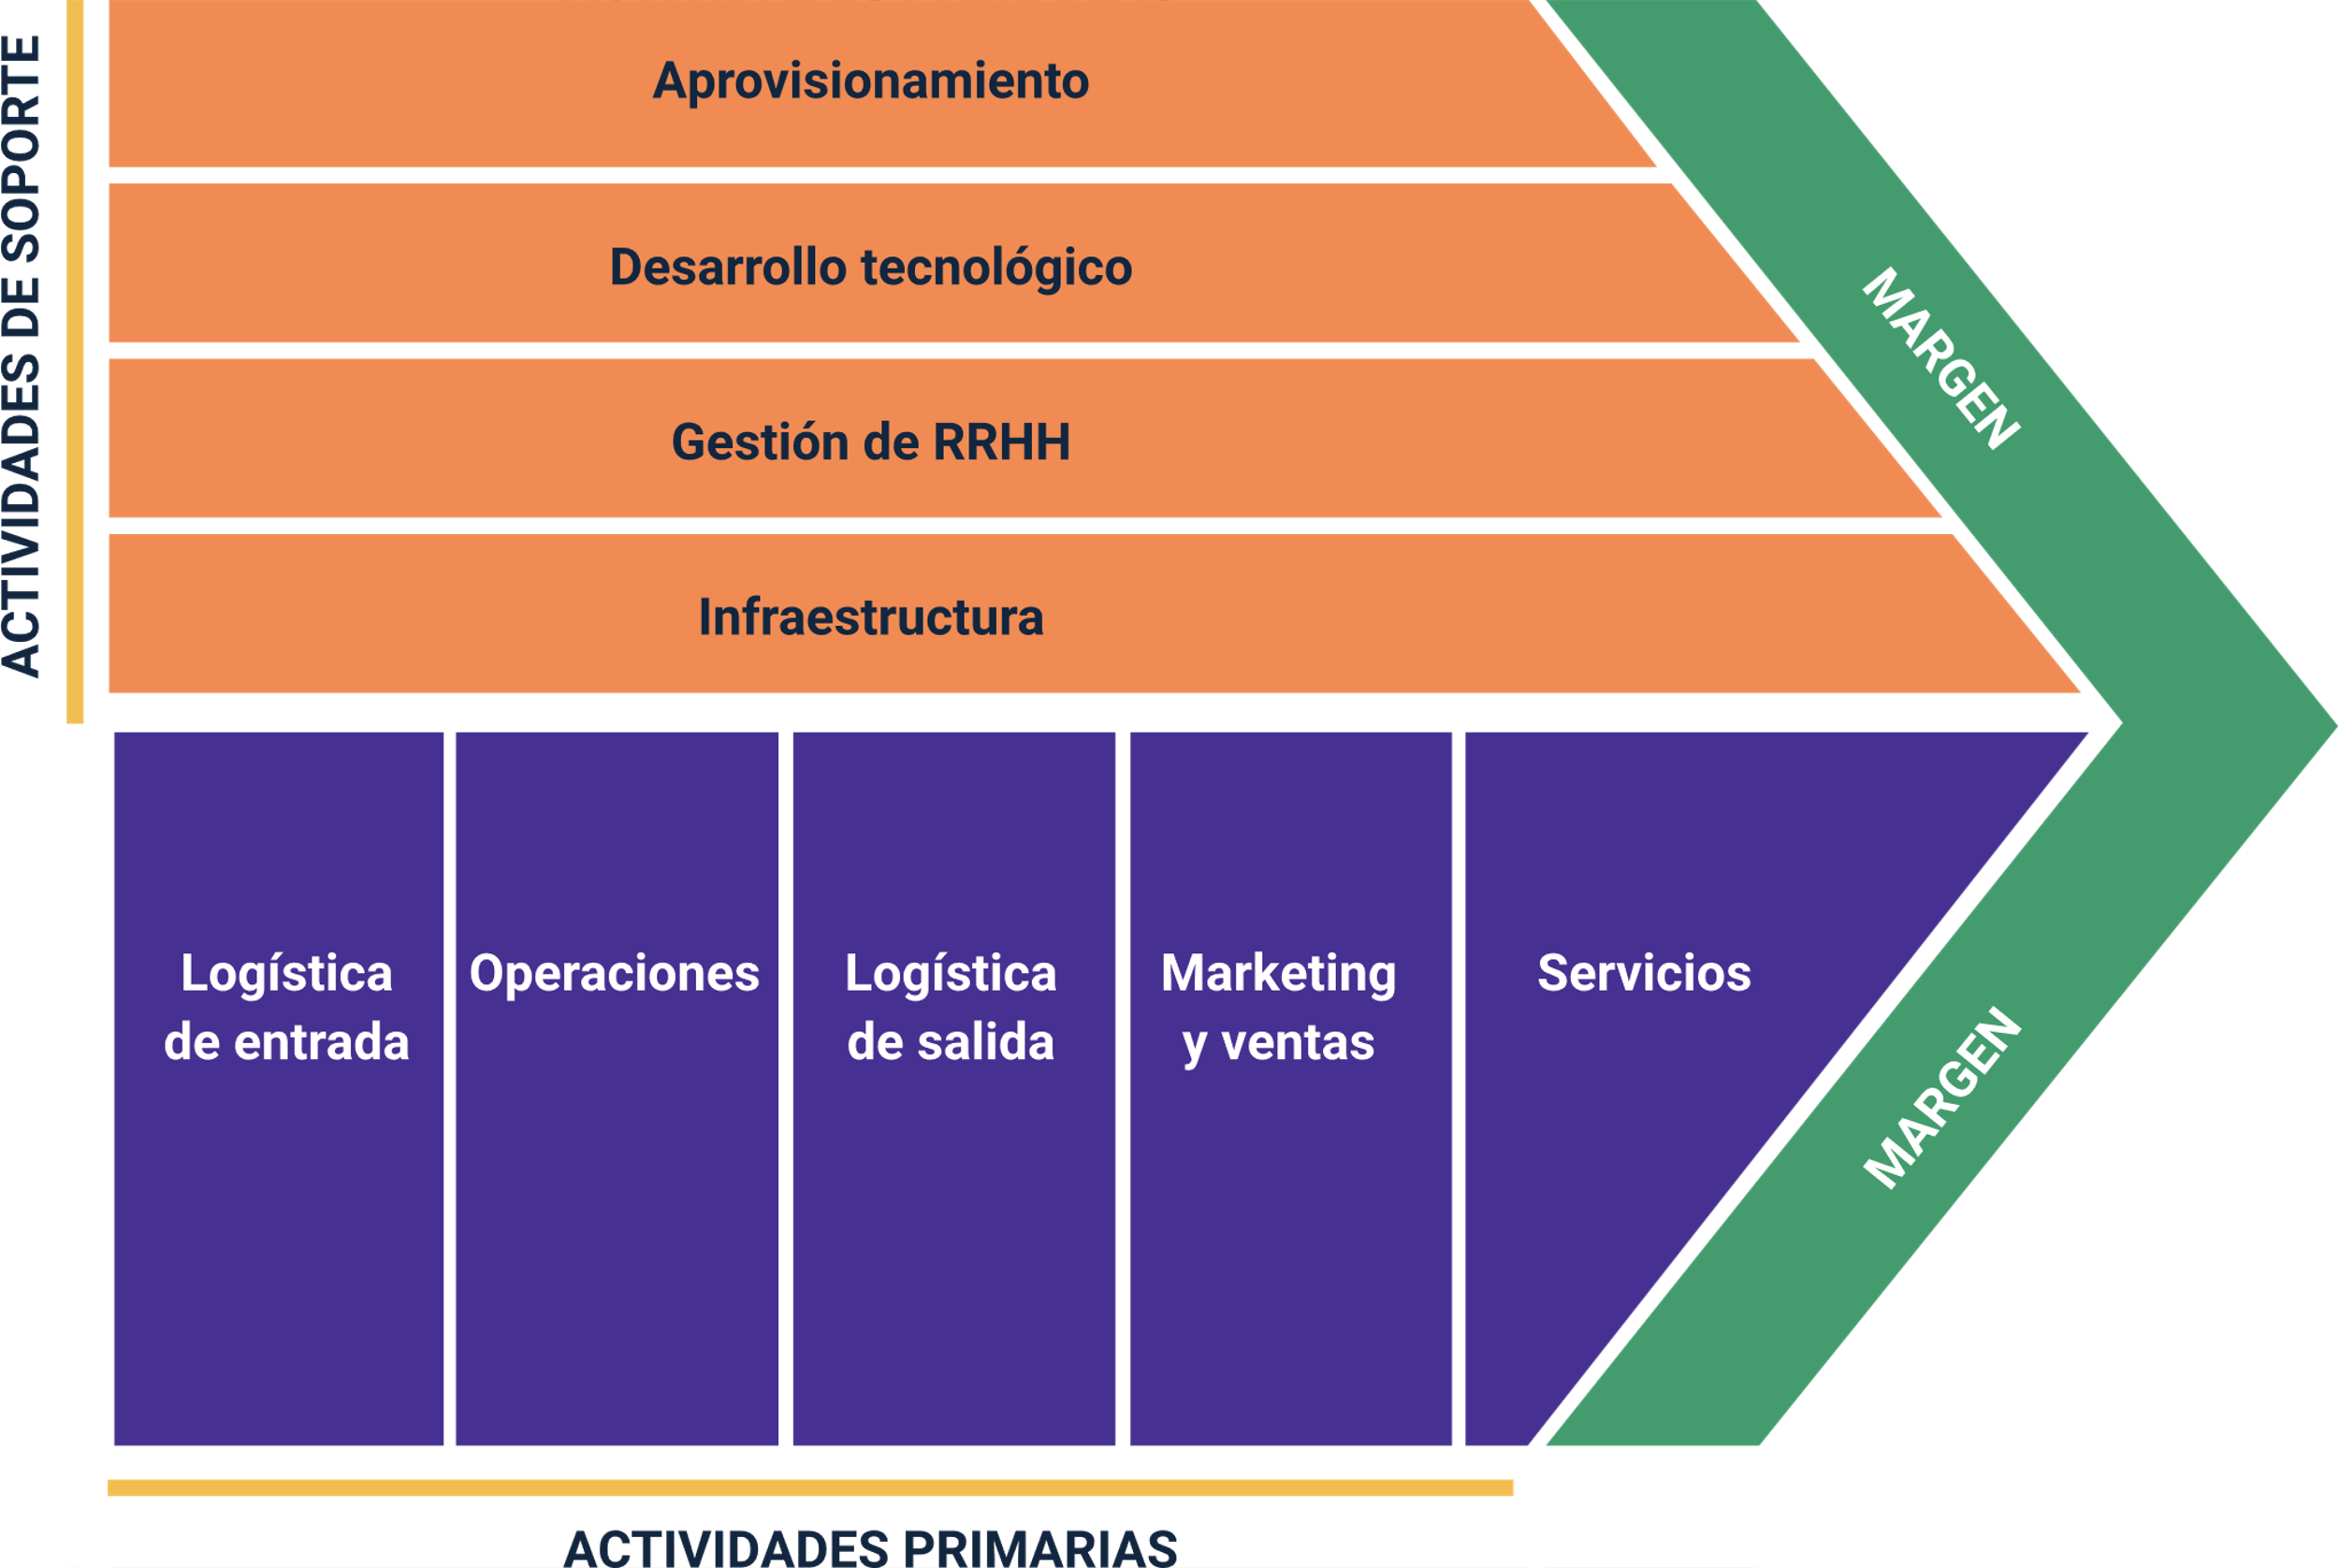 ACTIVIDADES DE SOPORTE
Aprovisionamiento
Desarrollo tecnológico
Gestión de RRHH
Infraestructura
MARGEN
Logística
de entrada
Operaciones
Logística
de salida
Marketing
y ventas
Servicios
MARGEN
ACTIVIDADES PRIMARIAS